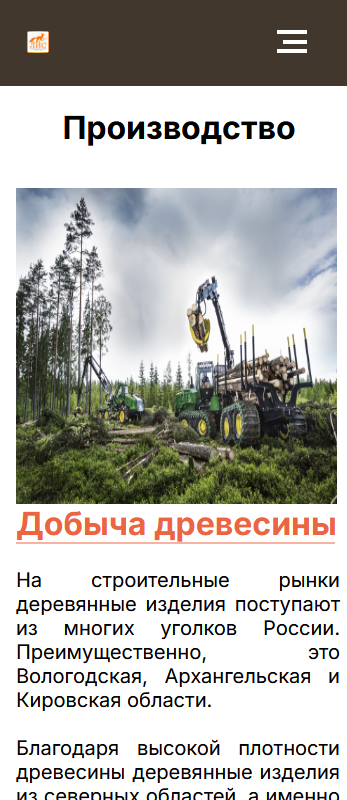 Производство
Добыча древесины
На строительные рынки
деревянные изделия поступают
из многих уголков России.
Преимущественно, это
Вологодская, Архангельская и
Кировская области.
Благодаря высокой плотности
древесины деревянные изделия
из северных областей, а именно